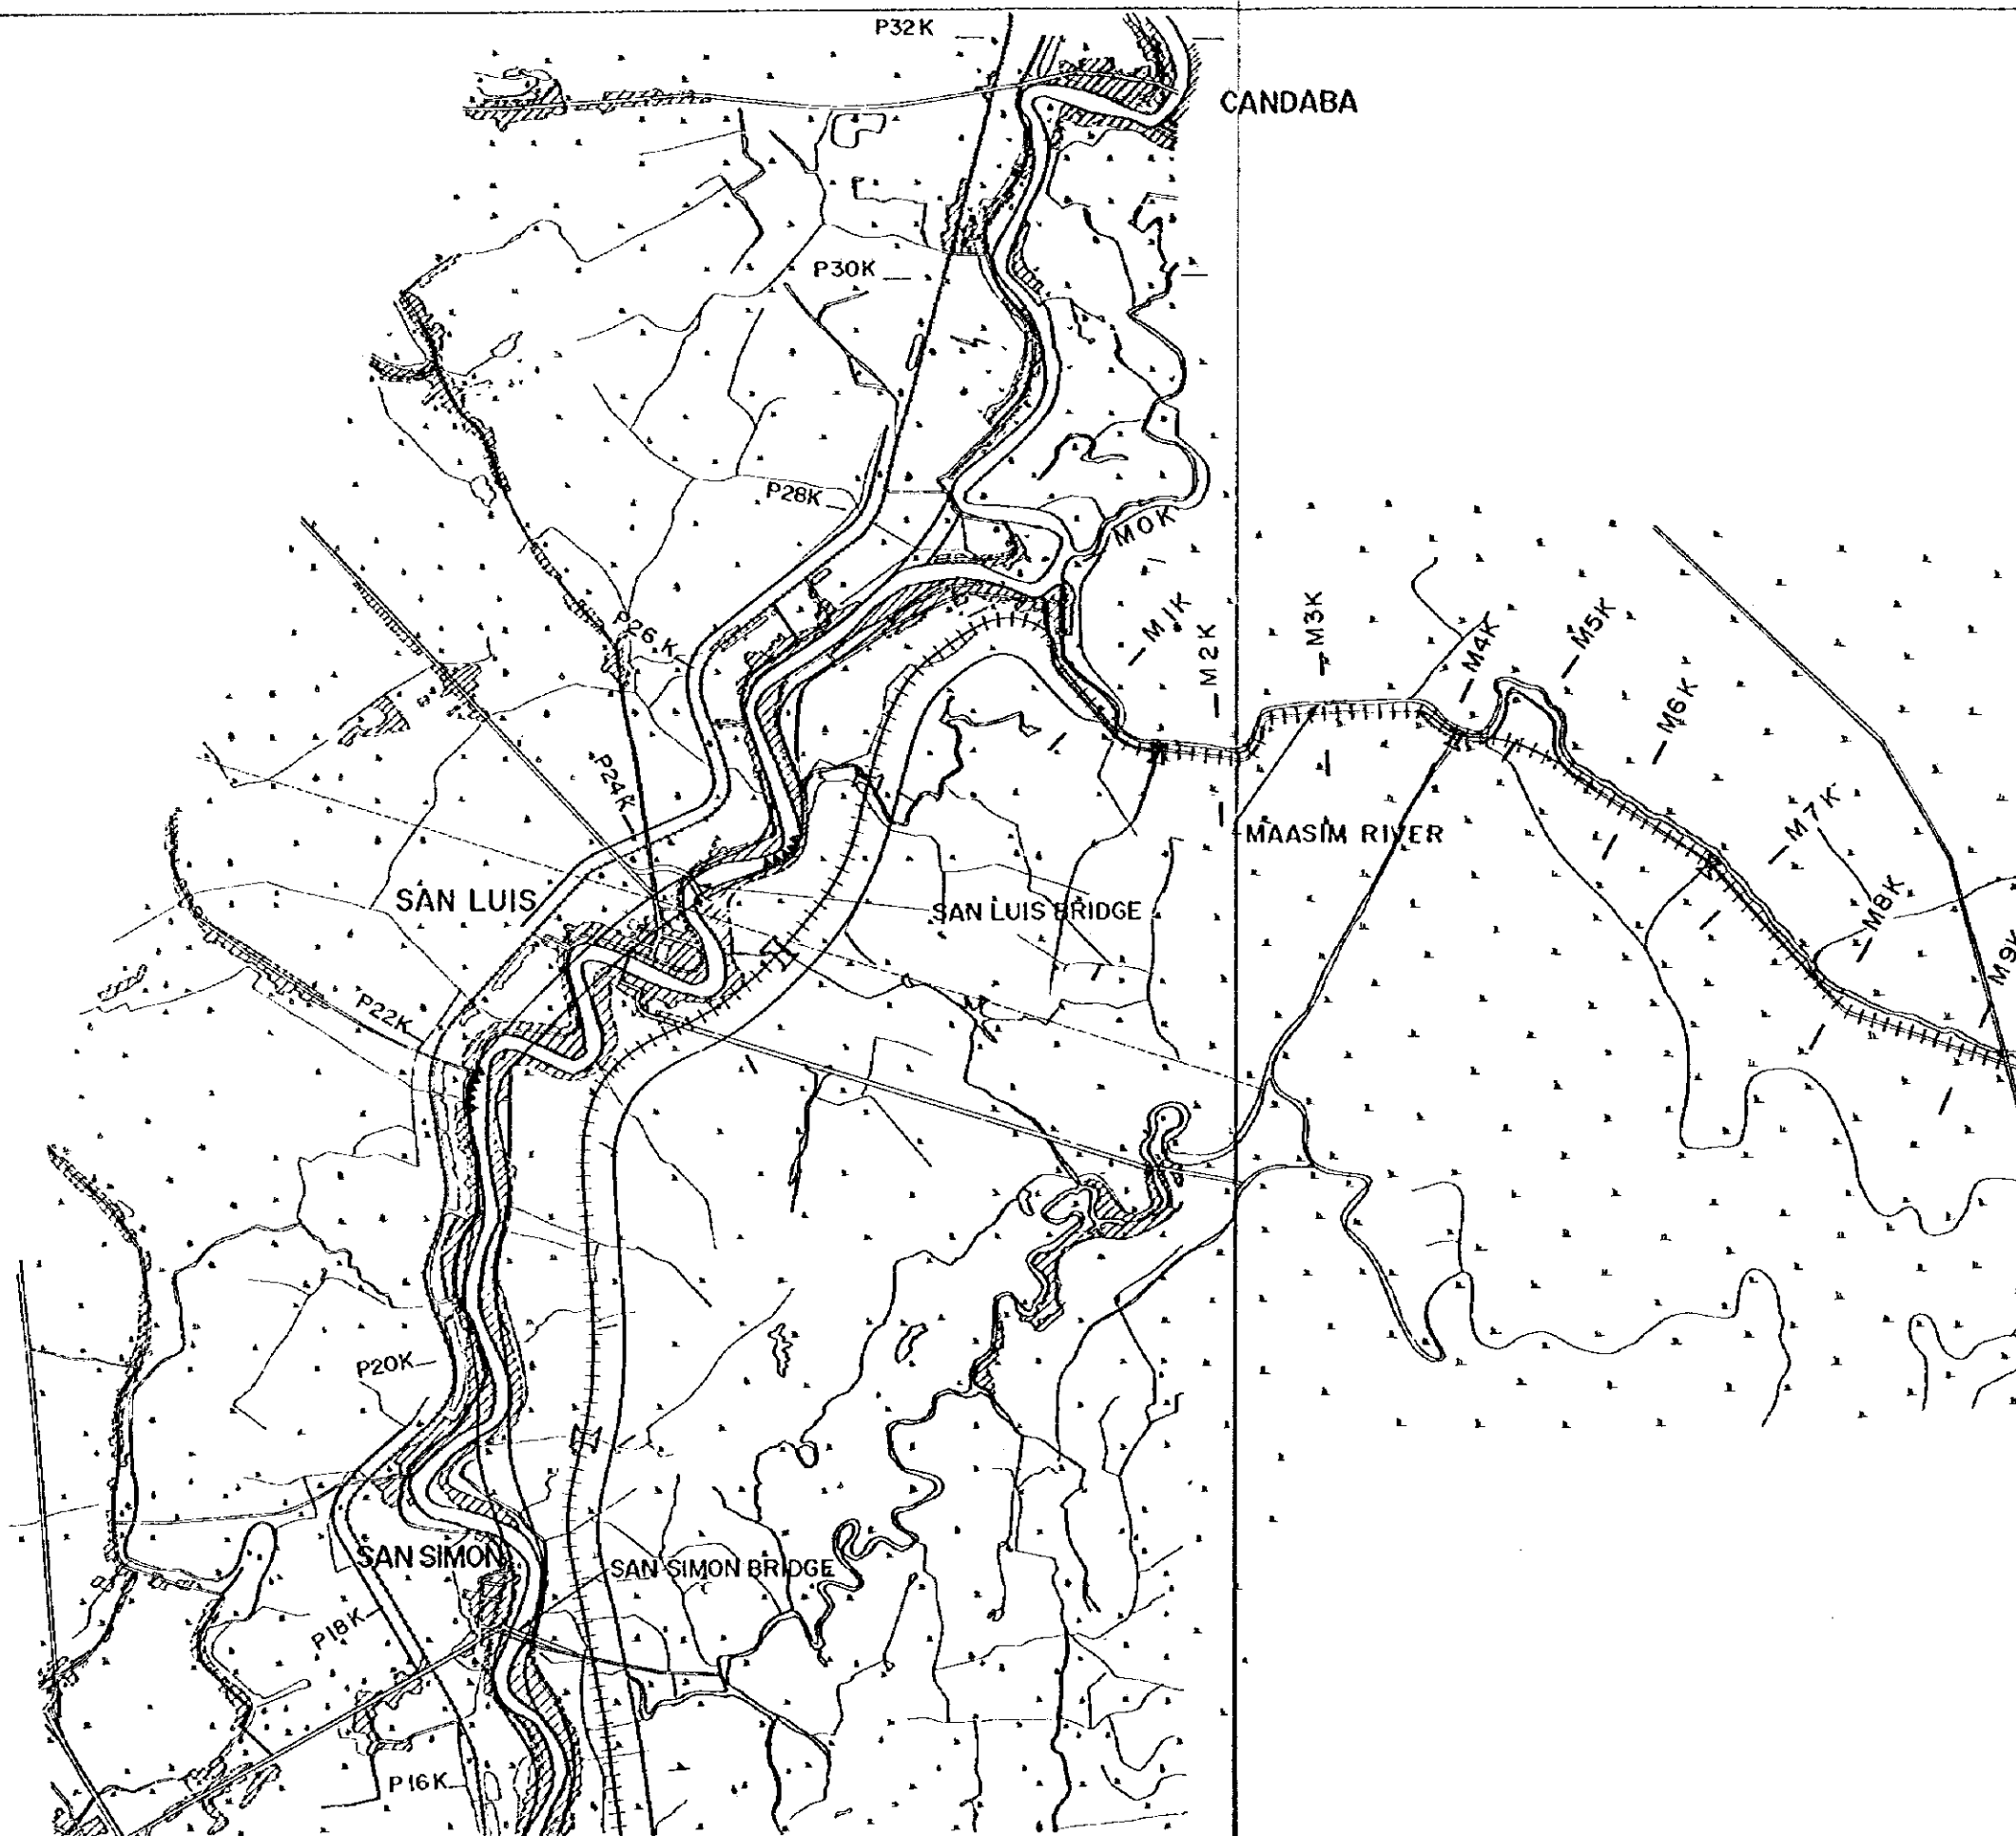 P32K
CANDABA
P30K
P28K
M0K
M1K
M2K
M3K
M4K
M5K
P26K
M6K
P24K
M7K
MAASIM RIVER
SAN LUIS
SAN LUIS BRIDGE
M8K
M9K
P22K
P20K
SAN SIMON
SAN SIMON BRIDGE
P18K
P16K